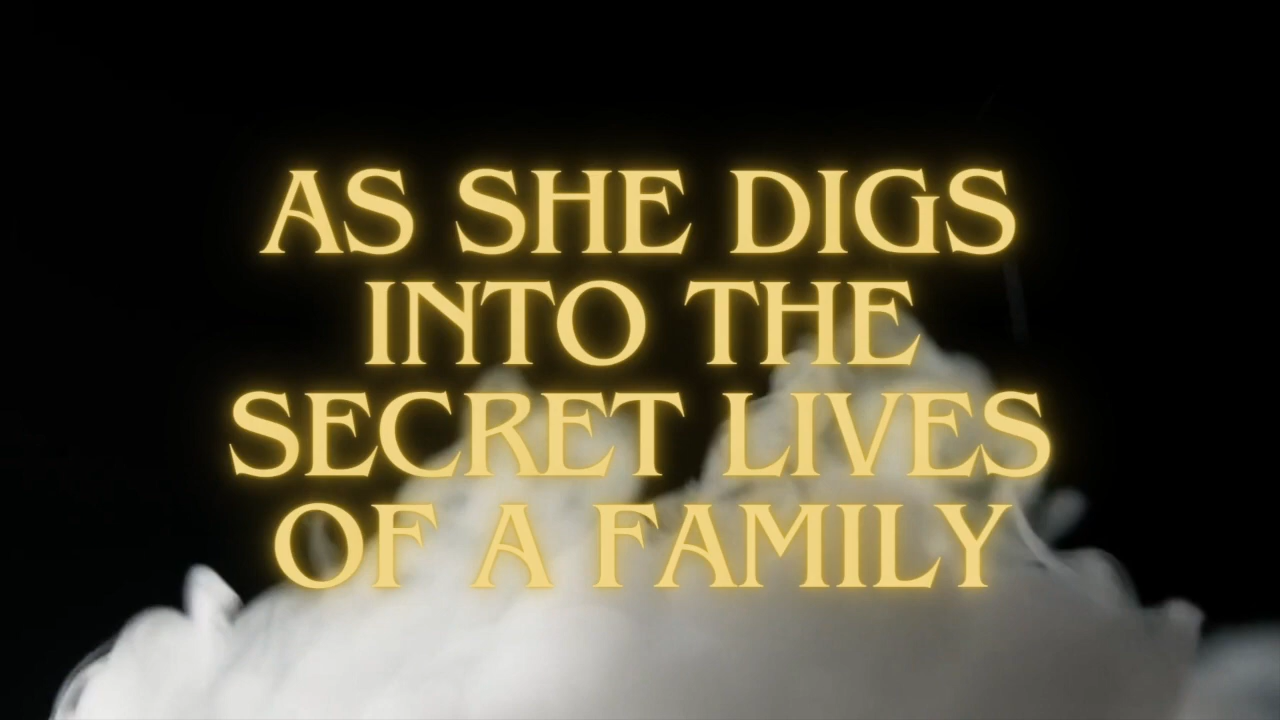 AS SHE DIGS
INTO THE
SECRET LIVES
OF A FAMILY